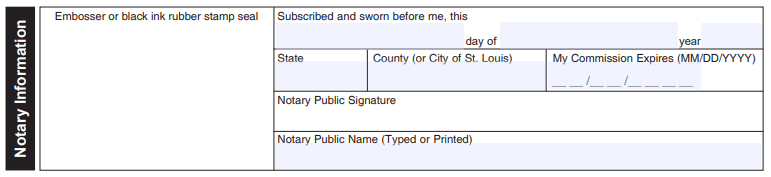 Notary Information
Embosser or black ink rubber stamp seal
Subscribed and sworn before me, this
day of year
State
County (or City of St. Louis)
My Commission Expires (MM/DD/YYYY)
__ __ /__ __ /__ __ __ __
Notary Public Signature
Notary Public Name (Typed or Printed)